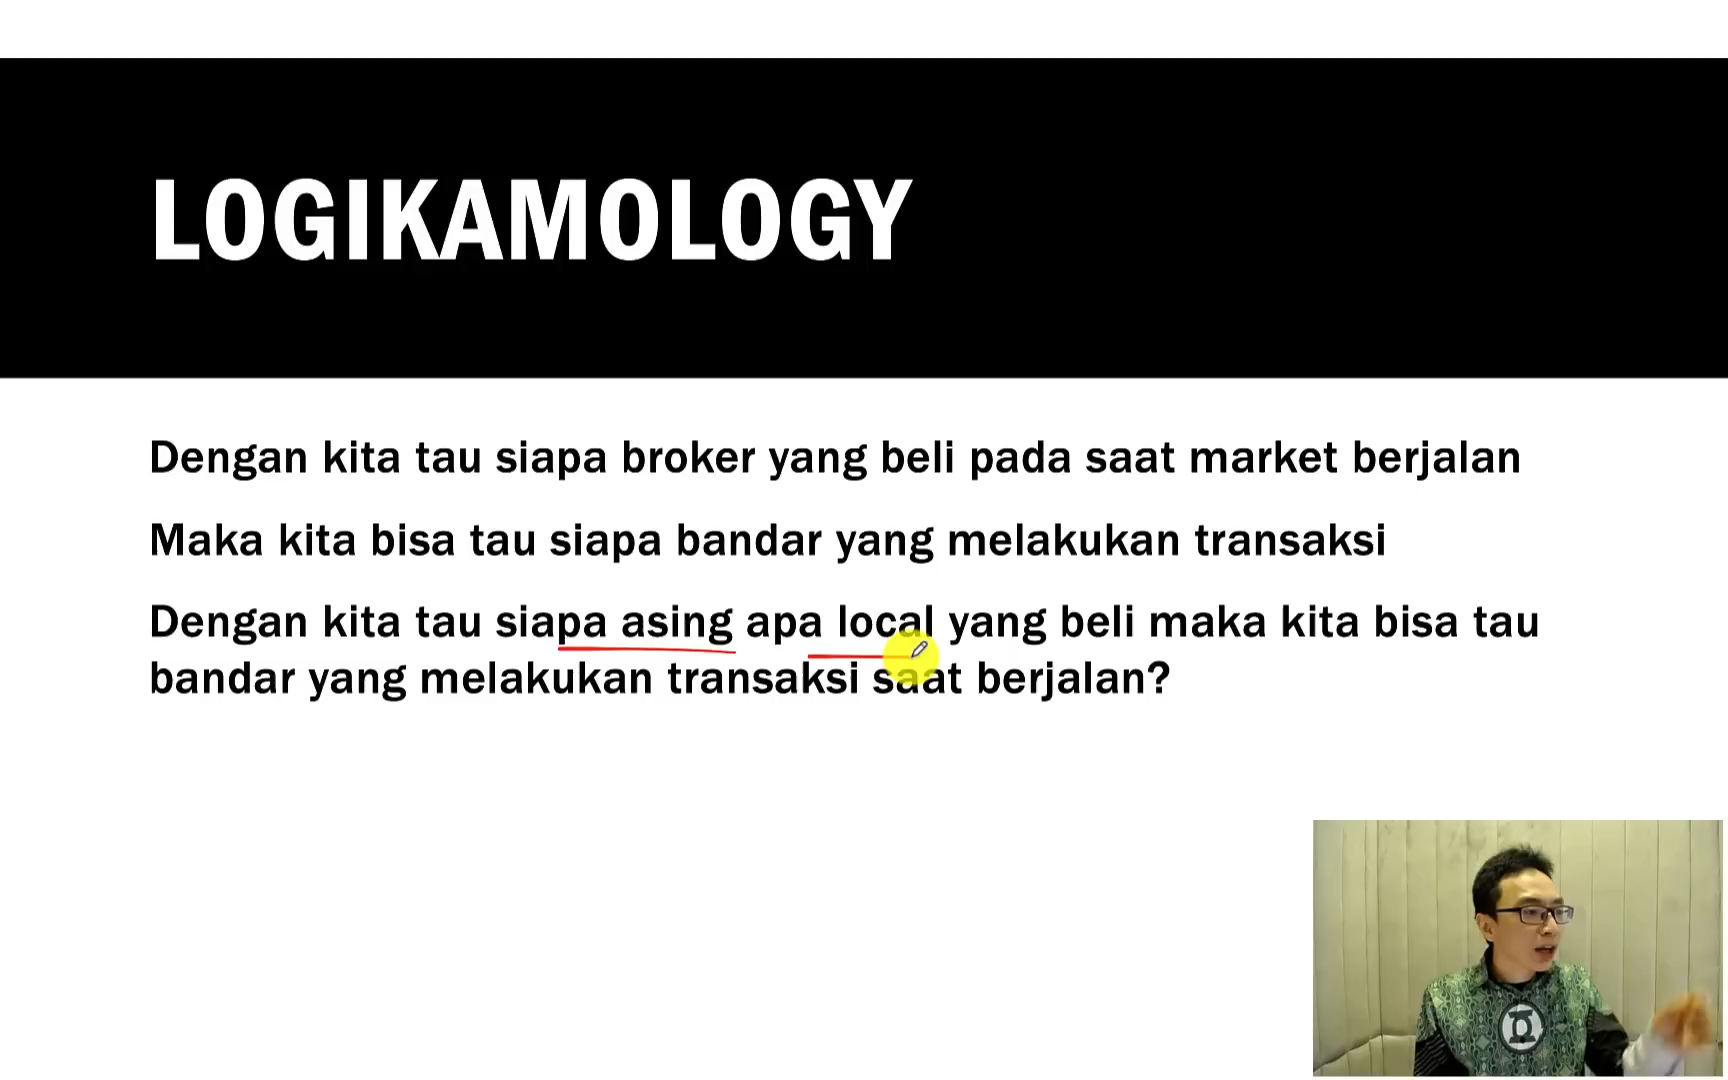 LOGIKAMOLOGY
Dengan kita tau siapa broker yang beli pada saat market berjalan
Maka kita bisa tau siapa bandar yang melakukan transaksi
Dengan kita tau siapa asing apa local yang beli maka kita bisa tau
bandar yang melakukan transaksi saat berjalan?